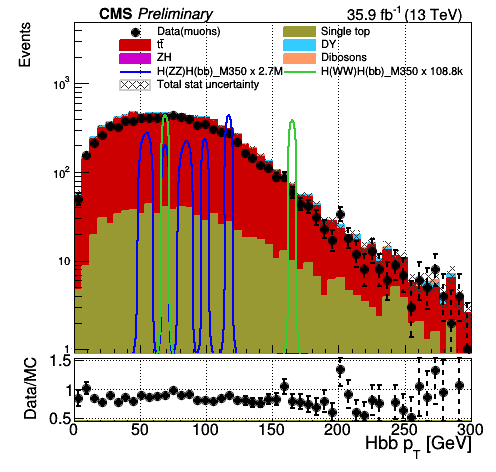 CMS Preliminary 35.9 fb⁻¹ (13 TeV)
Data(muons) Single top
tt̄ DY
ZH Dibosons
H(ZZ)H(bb)_M350 x 2.7M H(WW)H(bb)_M350 x 108.8k
Total stat uncertainty
Events
10³
10²
10
1
Data/MC
1.5
1.0
0.5
0 50 100 150 200 250 300
Hbb p_T [GeV]